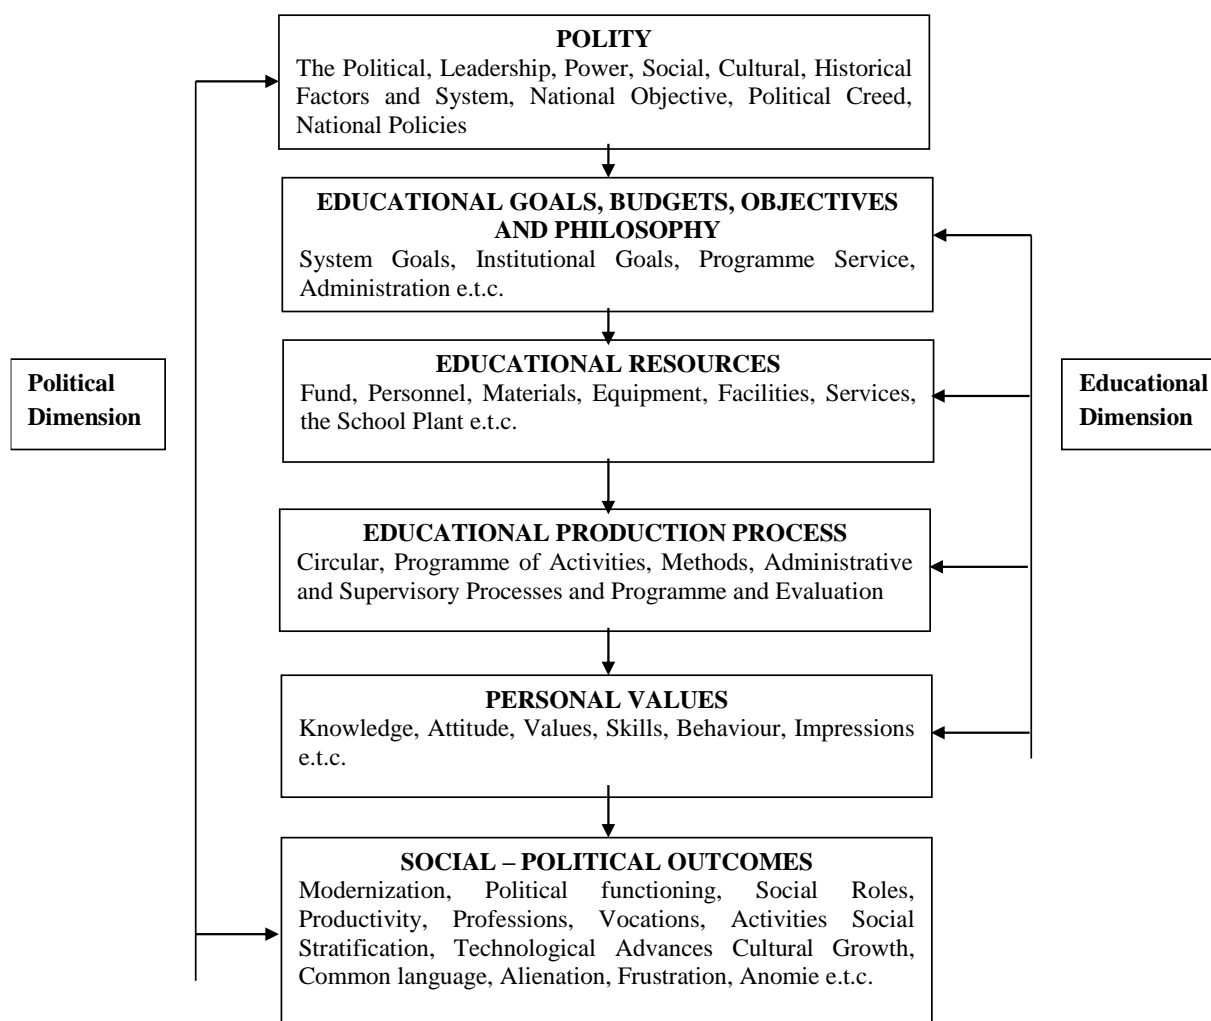 POLITY
The Political, Leadership, Power, Social, Cultural, Historical
Factors and System, National Objective, Political Creed,
National Policies
EDUCATIONAL GOALS, BUDGETS, OBJECTIVES
AND PHILOSOPHY
System Goals, Institutional Goals, Programme Service,
Administration e.t.c.
EDUCATIONAL RESOURCES
Fund, Personnel, Materials, Equipment, Facilities, Services,
the School Plant e.t.c.
Political
Dimension
Educational
Dimension
EDUCATIONAL PRODUCTION PROCESS
Circular, Programme of Activities, Methods, Administrative
and Supervisory Processes and Programme and Evaluation
PERSONAL VALUES
Knowledge, Attitude, Values, Skills, Behaviour, Impressions
e.t.c.
SOCIAL – POLITICAL OUTCOMES
Modernization, Political functioning, Social Roles,
Productivity, Professions, Vocations, Activities Social
Stratification, Technological Advances Cultural Growth,
Common language, Alienation, Frustration, Anomie e.t.c.